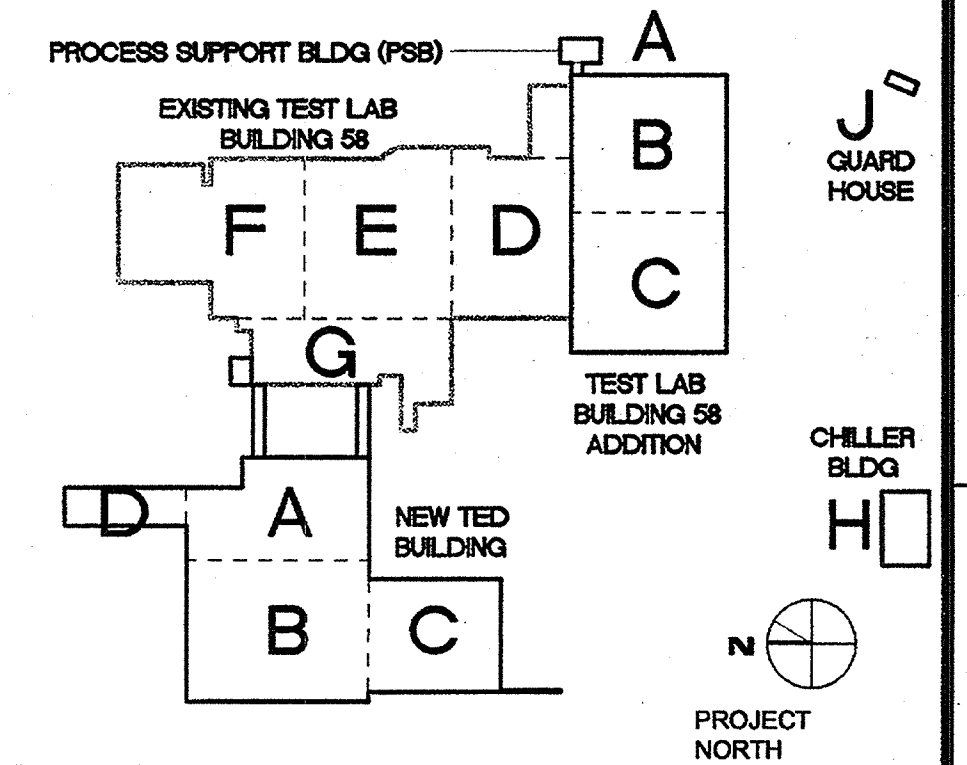 PROCESS SUPPORT BLDG (PSB)
A
EXISTING TEST LAB
BUILDING 58
B
J
GUARD
HOUSE
F
E
D
C
G
TEST LAB
BUILDING 58
ADDITION
CHILLER
BLDG
H
D
A
NEW TED
BUILDING
B
C
N
PROJECT
NORTH